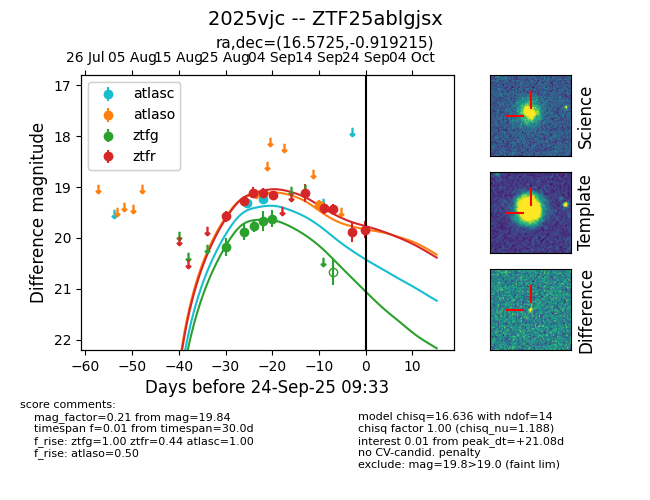 2025vjc -- ZTF25ablgjsx
ra,dec=(16.5725,-0.919215)
26 Jul 05 Aug 15 Aug 25 Aug 04 Sep 14 Sep 24 Sep 04 Oct
17
18
19
20
21
22
Difference magnitude
atlasc
atlaso
ztfg
ztfr
−60 −50 −40 −30 −20 −10 0 10
Days before 24-Sep-25 09:33
Science
Template
Difference
score comments:
mag_factor=0.21 from mag=19.84
timespan f=0.01 from timespan=30.0d
f_rise: ztfg=1.00 ztfr=0.44 atlasc=1.00
f_rise: atlaso=0.50
model chisq=16.636 with ndof=14
chisq factor 1.00 (chisq_nu=1.188)
interest 0.01 from peak_dt=+21.08d
no CV-candid. penalty
exclude: mag=19.8>19.0 (faint lim)